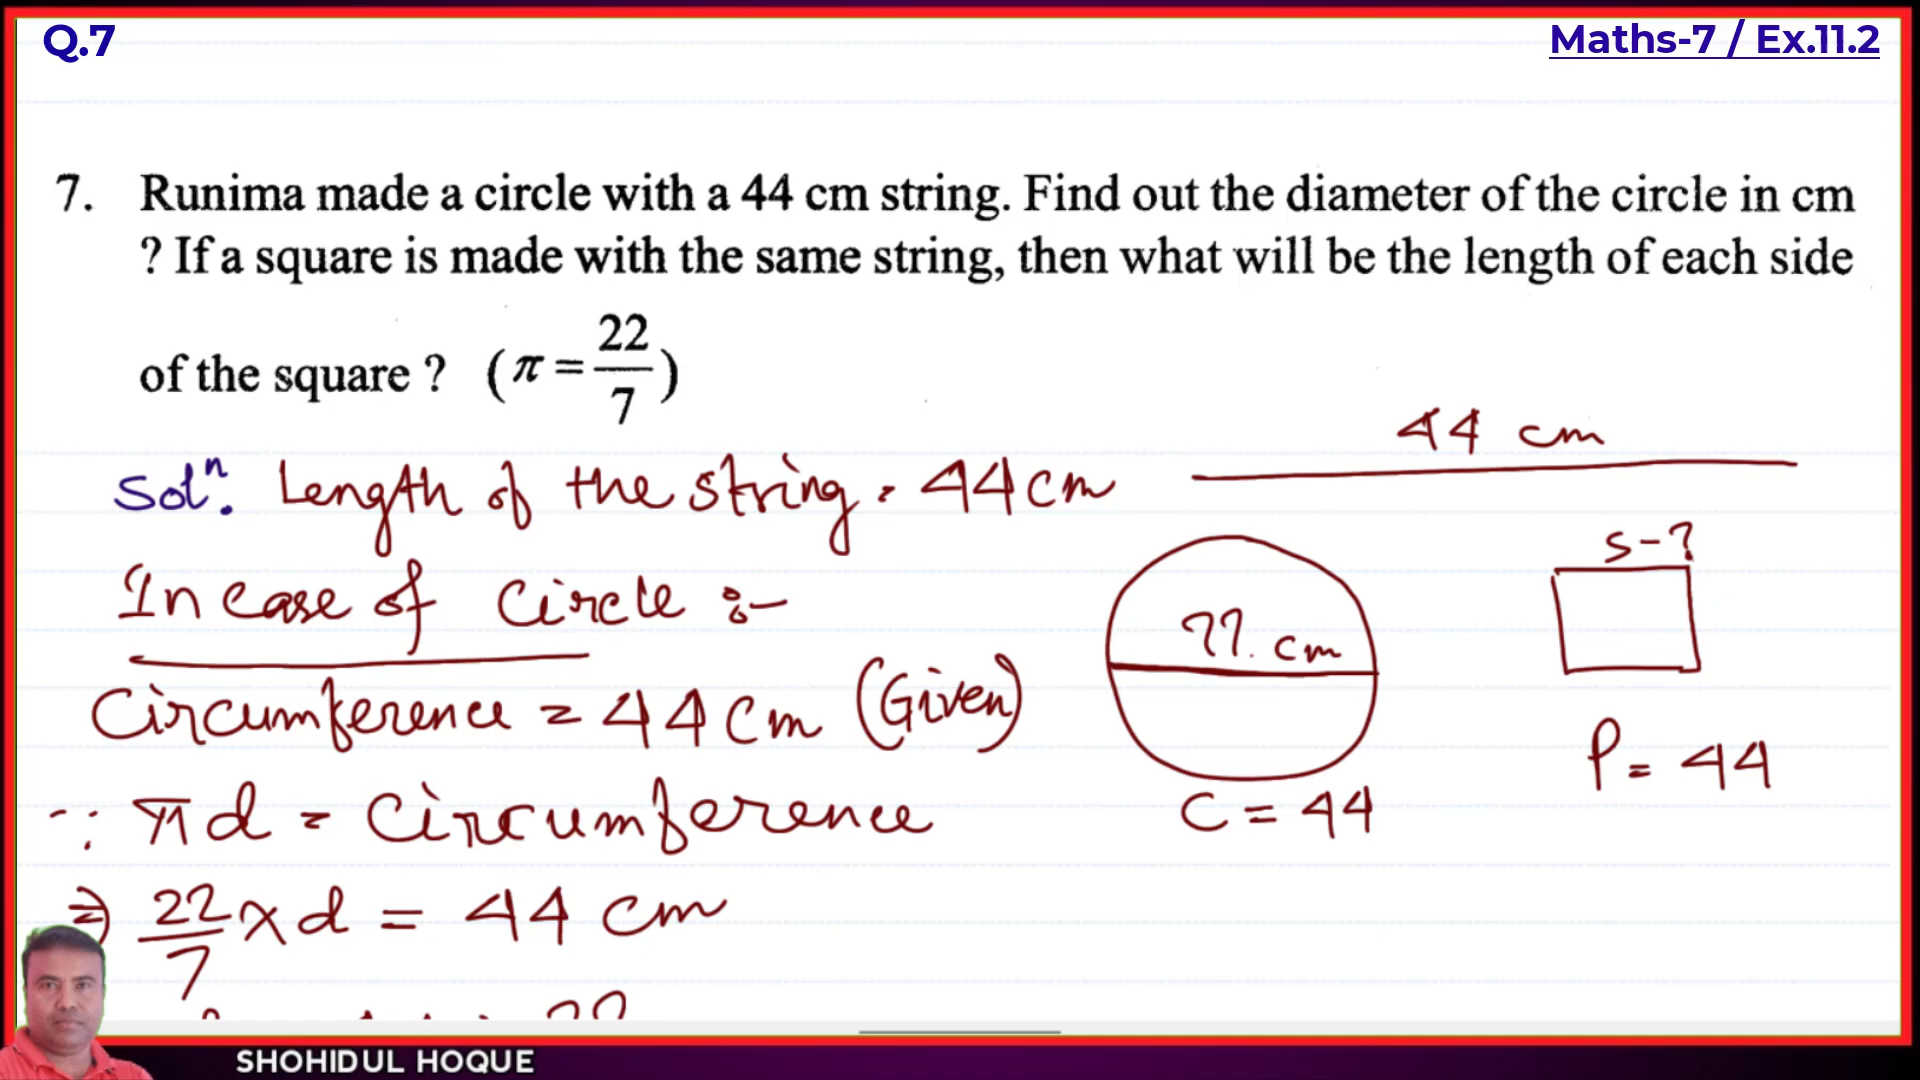 Q.7
Maths-7 / Ex.11.2
7. Runima made a circle with a 44 cm string. Find out the diameter of the circle in cm
? If a square is made with the same string, then what will be the length of each side
of the square ? (π = 22/7)
44 cm
Solⁿ. Length of the string = 44 cm
s-?
In case of Circle :-
??. cm
Circumference = 44 cm (Given)
P = 44
∵ πd = Circumference
C = 44
⇒ 22/7 x d = 44 cm
SHOHIDUL HOQUE